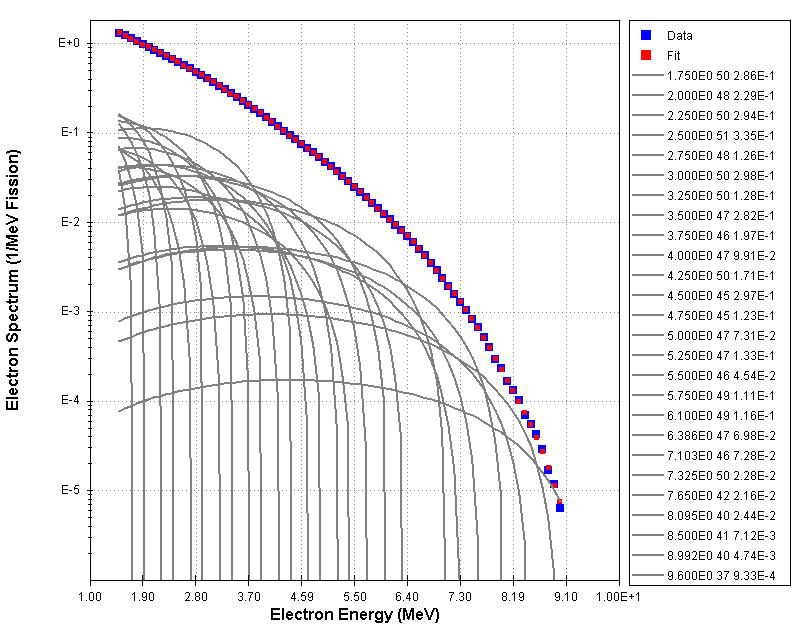 Data
Fit
1.750E0 50 2.86E-1
2.000E0 48 2.29E-1
2.250E0 50 2.94E-1
2.500E0 51 3.35E-1
2.750E0 48 1.26E-1
3.000E0 50 2.98E-1
3.250E0 50 1.28E-1
3.500E0 47 2.82E-1
3.750E0 46 1.97E-1
4.000E0 47 9.91E-2
4.250E0 50 1.71E-1
4.500E0 45 2.97E-1
4.750E0 45 1.23E-1
5.000E0 47 7.31E-2
5.250E0 47 1.33E-1
5.500E0 46 4.54E-2
5.750E0 49 1.11E-1
6.100E0 49 1.16E-1
6.386E0 47 6.98E-2
7.103E0 46 7.28E-2
7.325E0 50 2.28E-2
7.650E0 42 2.16E-2
8.095E0 40 2.44E-2
8.500E0 41 7.12E-3
8.992E0 40 4.74E-3
9.600E0 37 9.33E-4
Electron Spectrum (1/MeV Fission)
E+0
E-1
E-2
E-3
E-4
E-5
1.00 1.90 2.80 3.70 4.59 5.50 6.40 7.30 8.19 9.10 1.00E+1
Electron Energy (MeV)